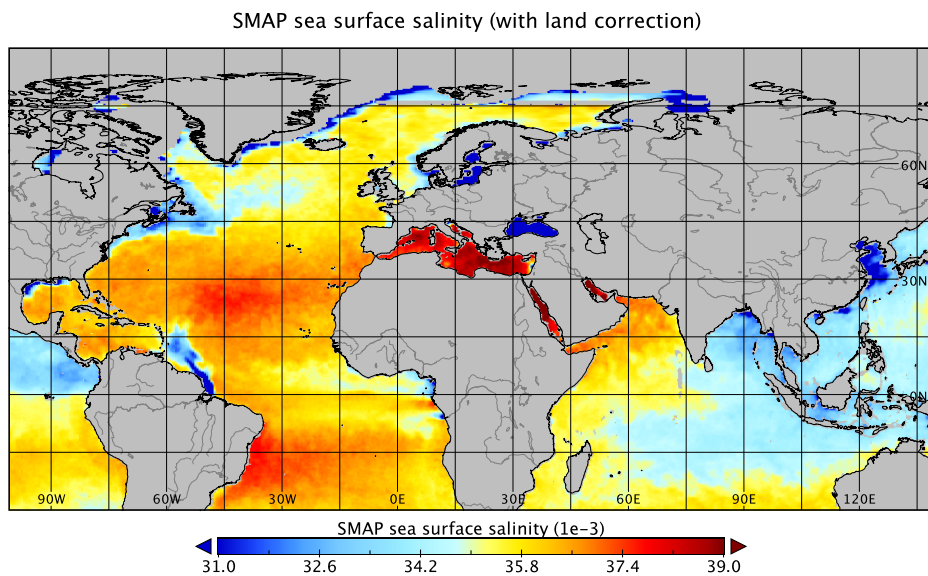 SMAP sea surface salinity (with land correction)
60N
30N
0N
90W 60W 30W 0E 30E 60E 90E 120E
SMAP sea surface salinity (1e-3)
31.0 32.6 34.2 35.8 37.4 39.0